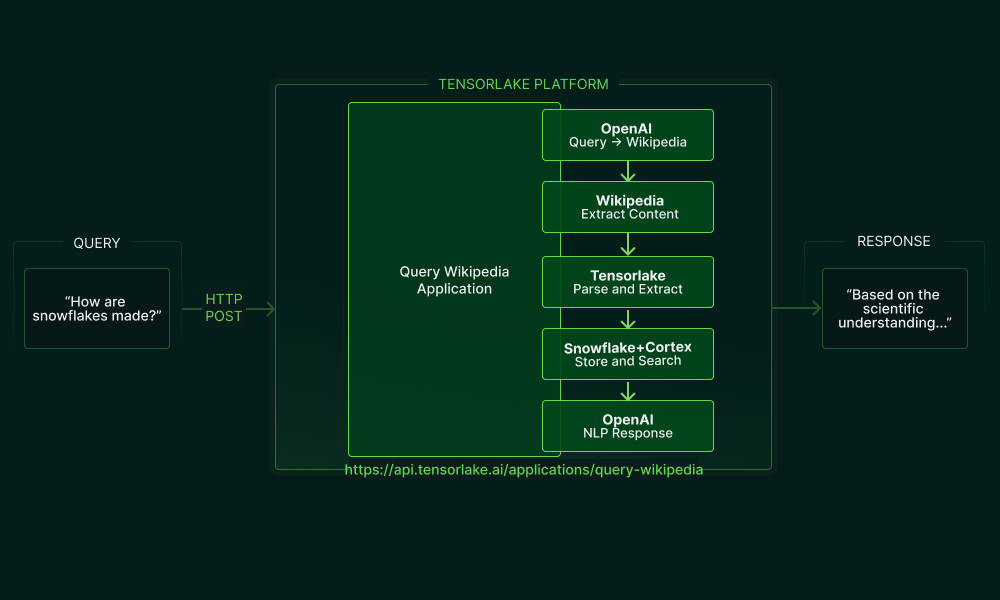 TENSORLAKE PLATFORM
QUERY
“How are
snowflakes made?”
HTTP
POST
Query Wikipedia
Application
OpenAI
Query → Wikipedia
Wikipedia
Extract Content
Tensorlake
Parse and Extract
Snowflake+Cortex
Store and Search
OpenAI
NLP Response
https://api.tensorlake.ai/applications/query-wikipedia
RESPONSE
“Based on the
scientific
understanding...”